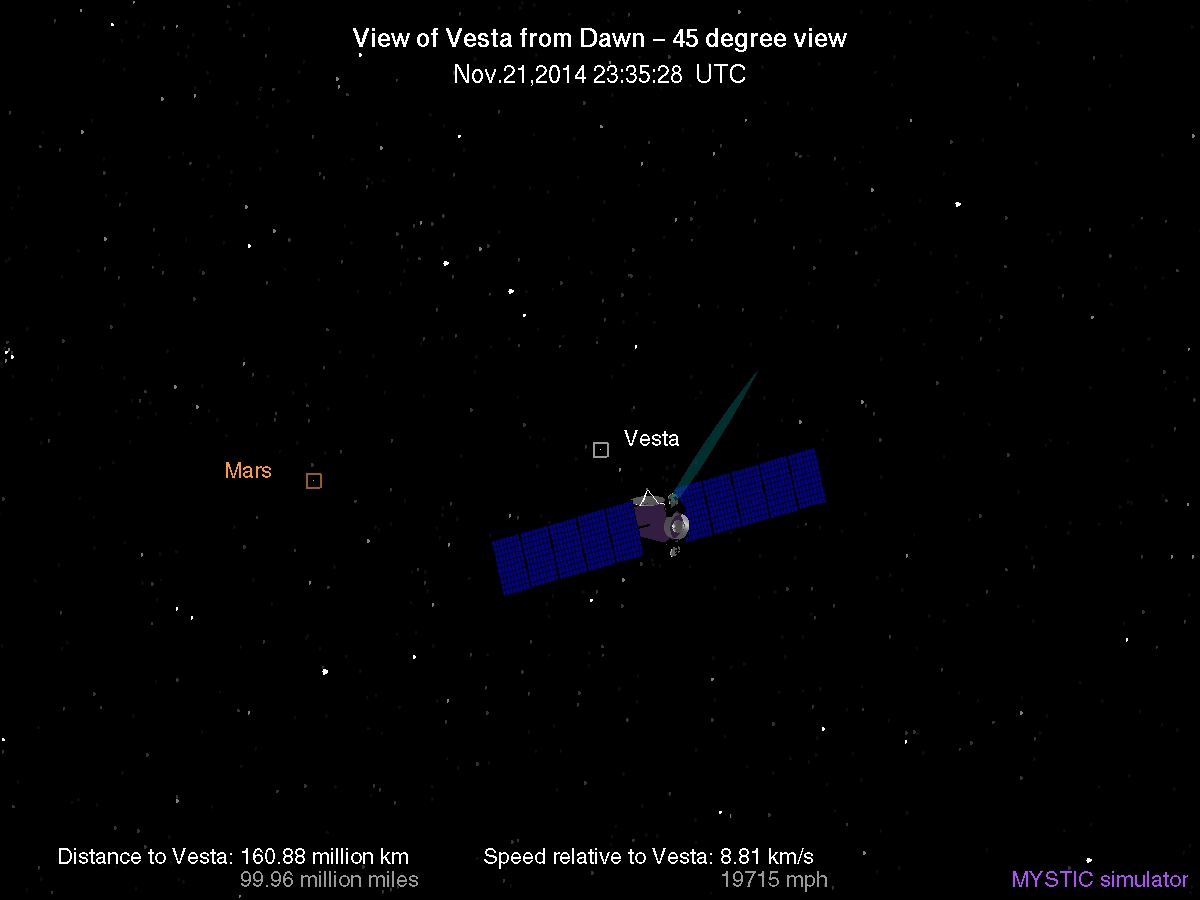 View of Vesta from Dawn – 45 degree view
Nov.21,2014 23:35:28 UTC
Vesta
Mars
Distance to Vesta: 160.88 million km
99.96 million miles
Speed relative to Vesta: 8.81 km/s
19715 mph
MYSTIC simulator